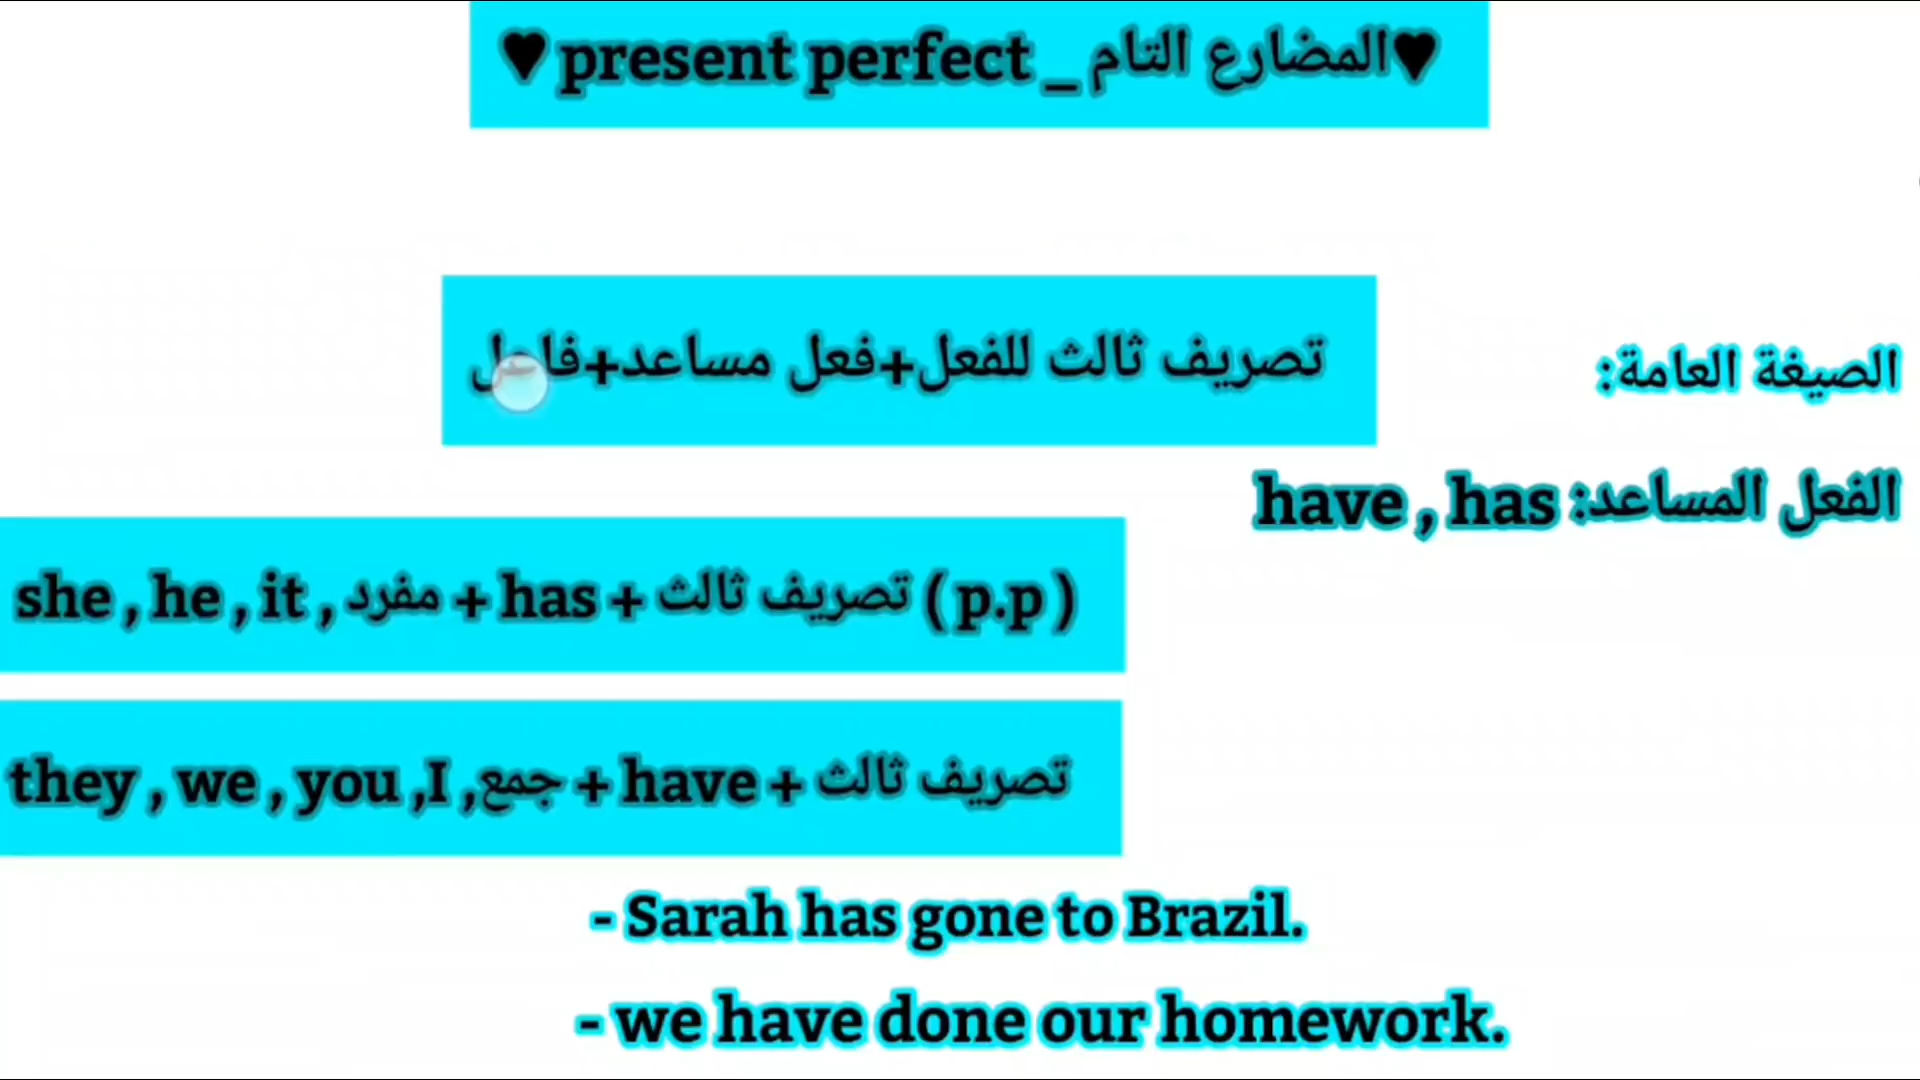 ♥present perfect _ المضارع التام♥
الصيغة العامة:
تصريف ثالث للفعل+فعل مساعد+فاعل
الفعل المساعد: have , has
she , he , it , مفرد + has + تصريف ثالث ( p.p )
they , we , you ,I ,جمع + have + تصريف ثالث
- Sarah has gone to Brazil.
- we have done our homework.